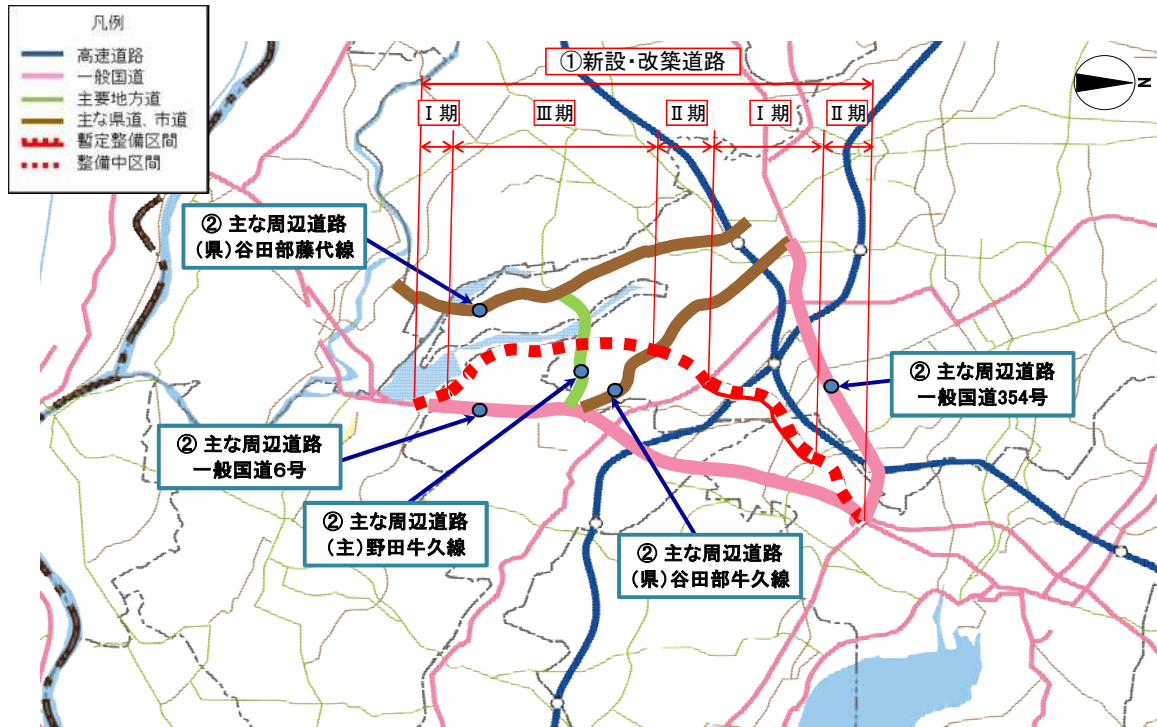 凡例
高速道路
一般国道
主要地方道
主な県道、市道
暫定整備区間
整備中区間
①新設・改築道路
Ⅰ期
Ⅲ期
Ⅱ期
Ⅰ期
Ⅱ期
N
② 主な周辺道路
(県)谷田部藤代線
② 主な周辺道路
一般国道354号
② 主な周辺道路
一般国道6号
② 主な周辺道路
(主)野田牛久線
② 主な周辺道路
(県)谷田部牛久線